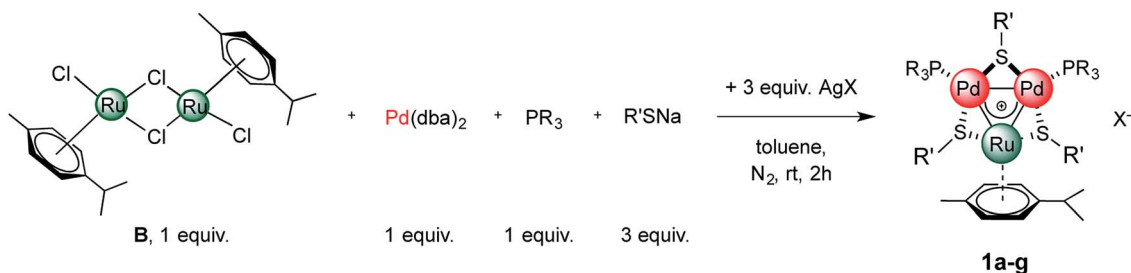 Cl
Cl
Ru
Ru
Cl
Cl
+
Pd(dba)₂
+
PR₃
+
R'SNa
+ 3 equiv. AgX
toluene,
N₂, rt, 2h
R'
S
R₃P
PR₃
Pd
Pd
+
S
S
Ru
R'
R'
X⁻
B, 1 equiv.
1 equiv.
1 equiv.
3 equiv.
1a-g